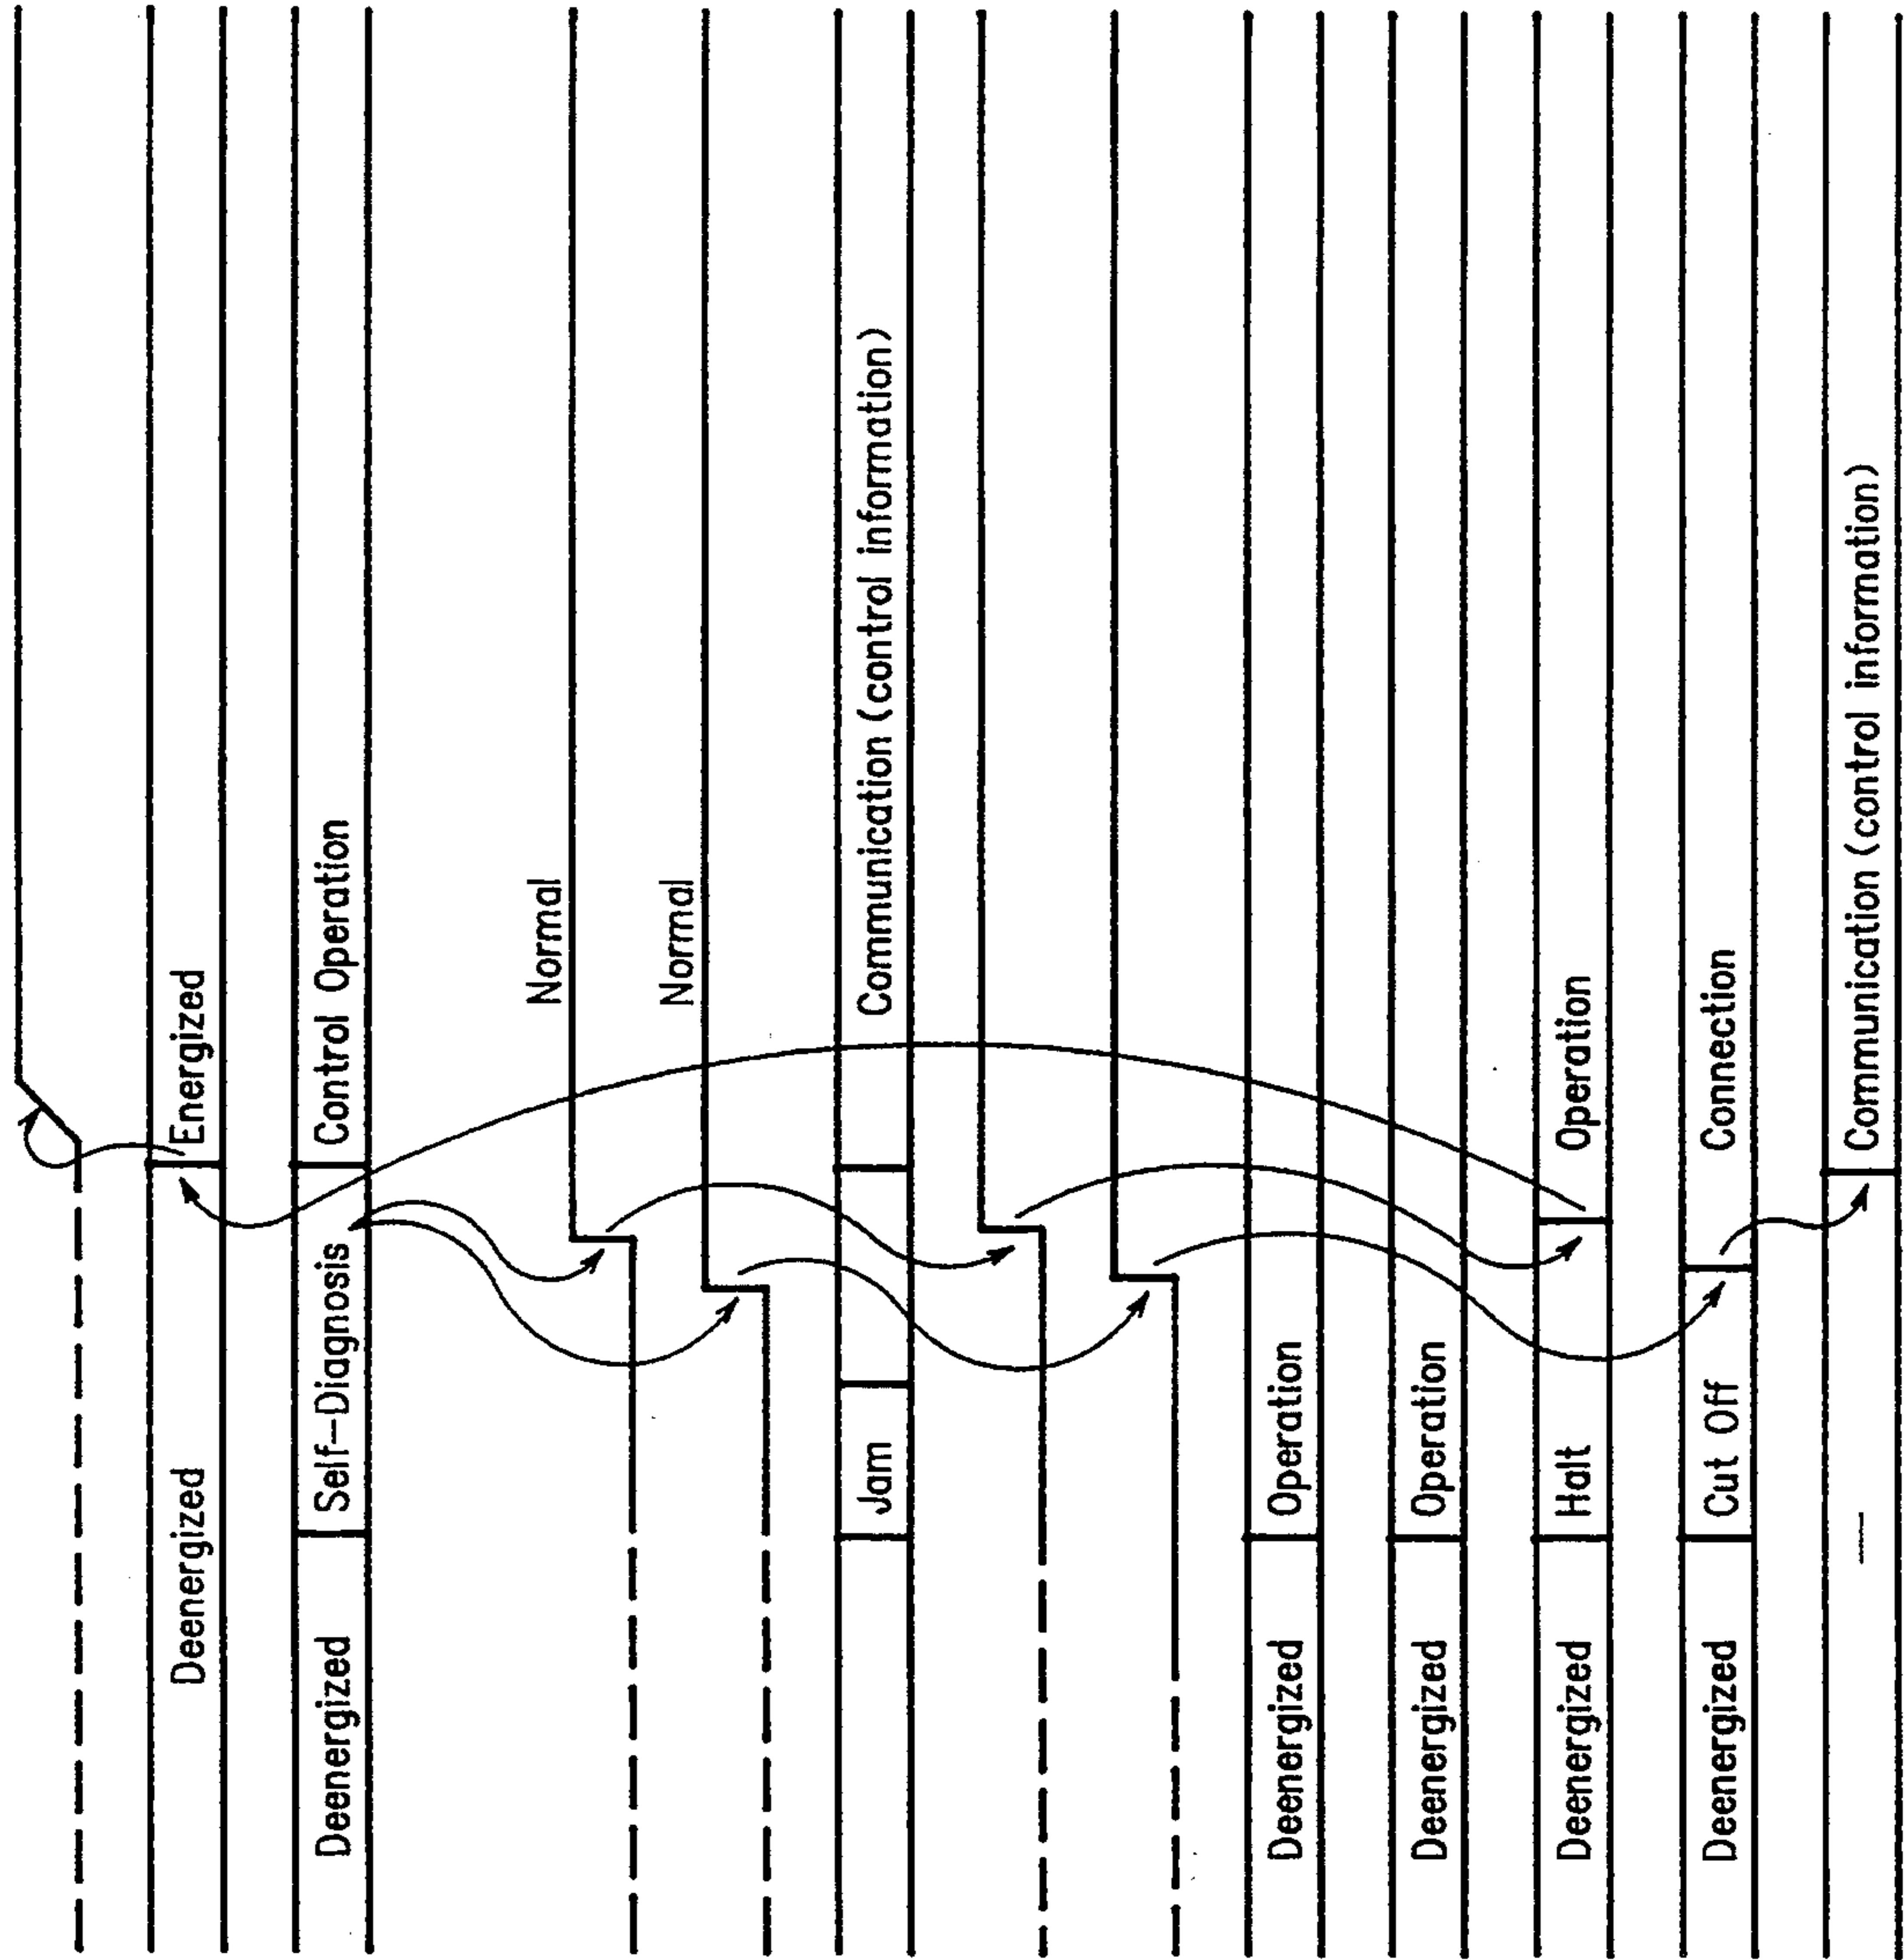 Deenergized Energized
Deenergized Self-Diagnosis Control Operation
Normal
Normal
Jam Communication (control information)
Deenergized Operation
Deenergized Operation
Deenergized Halt Operation
Deenergized Cut Off Connection
— Communication (control information)